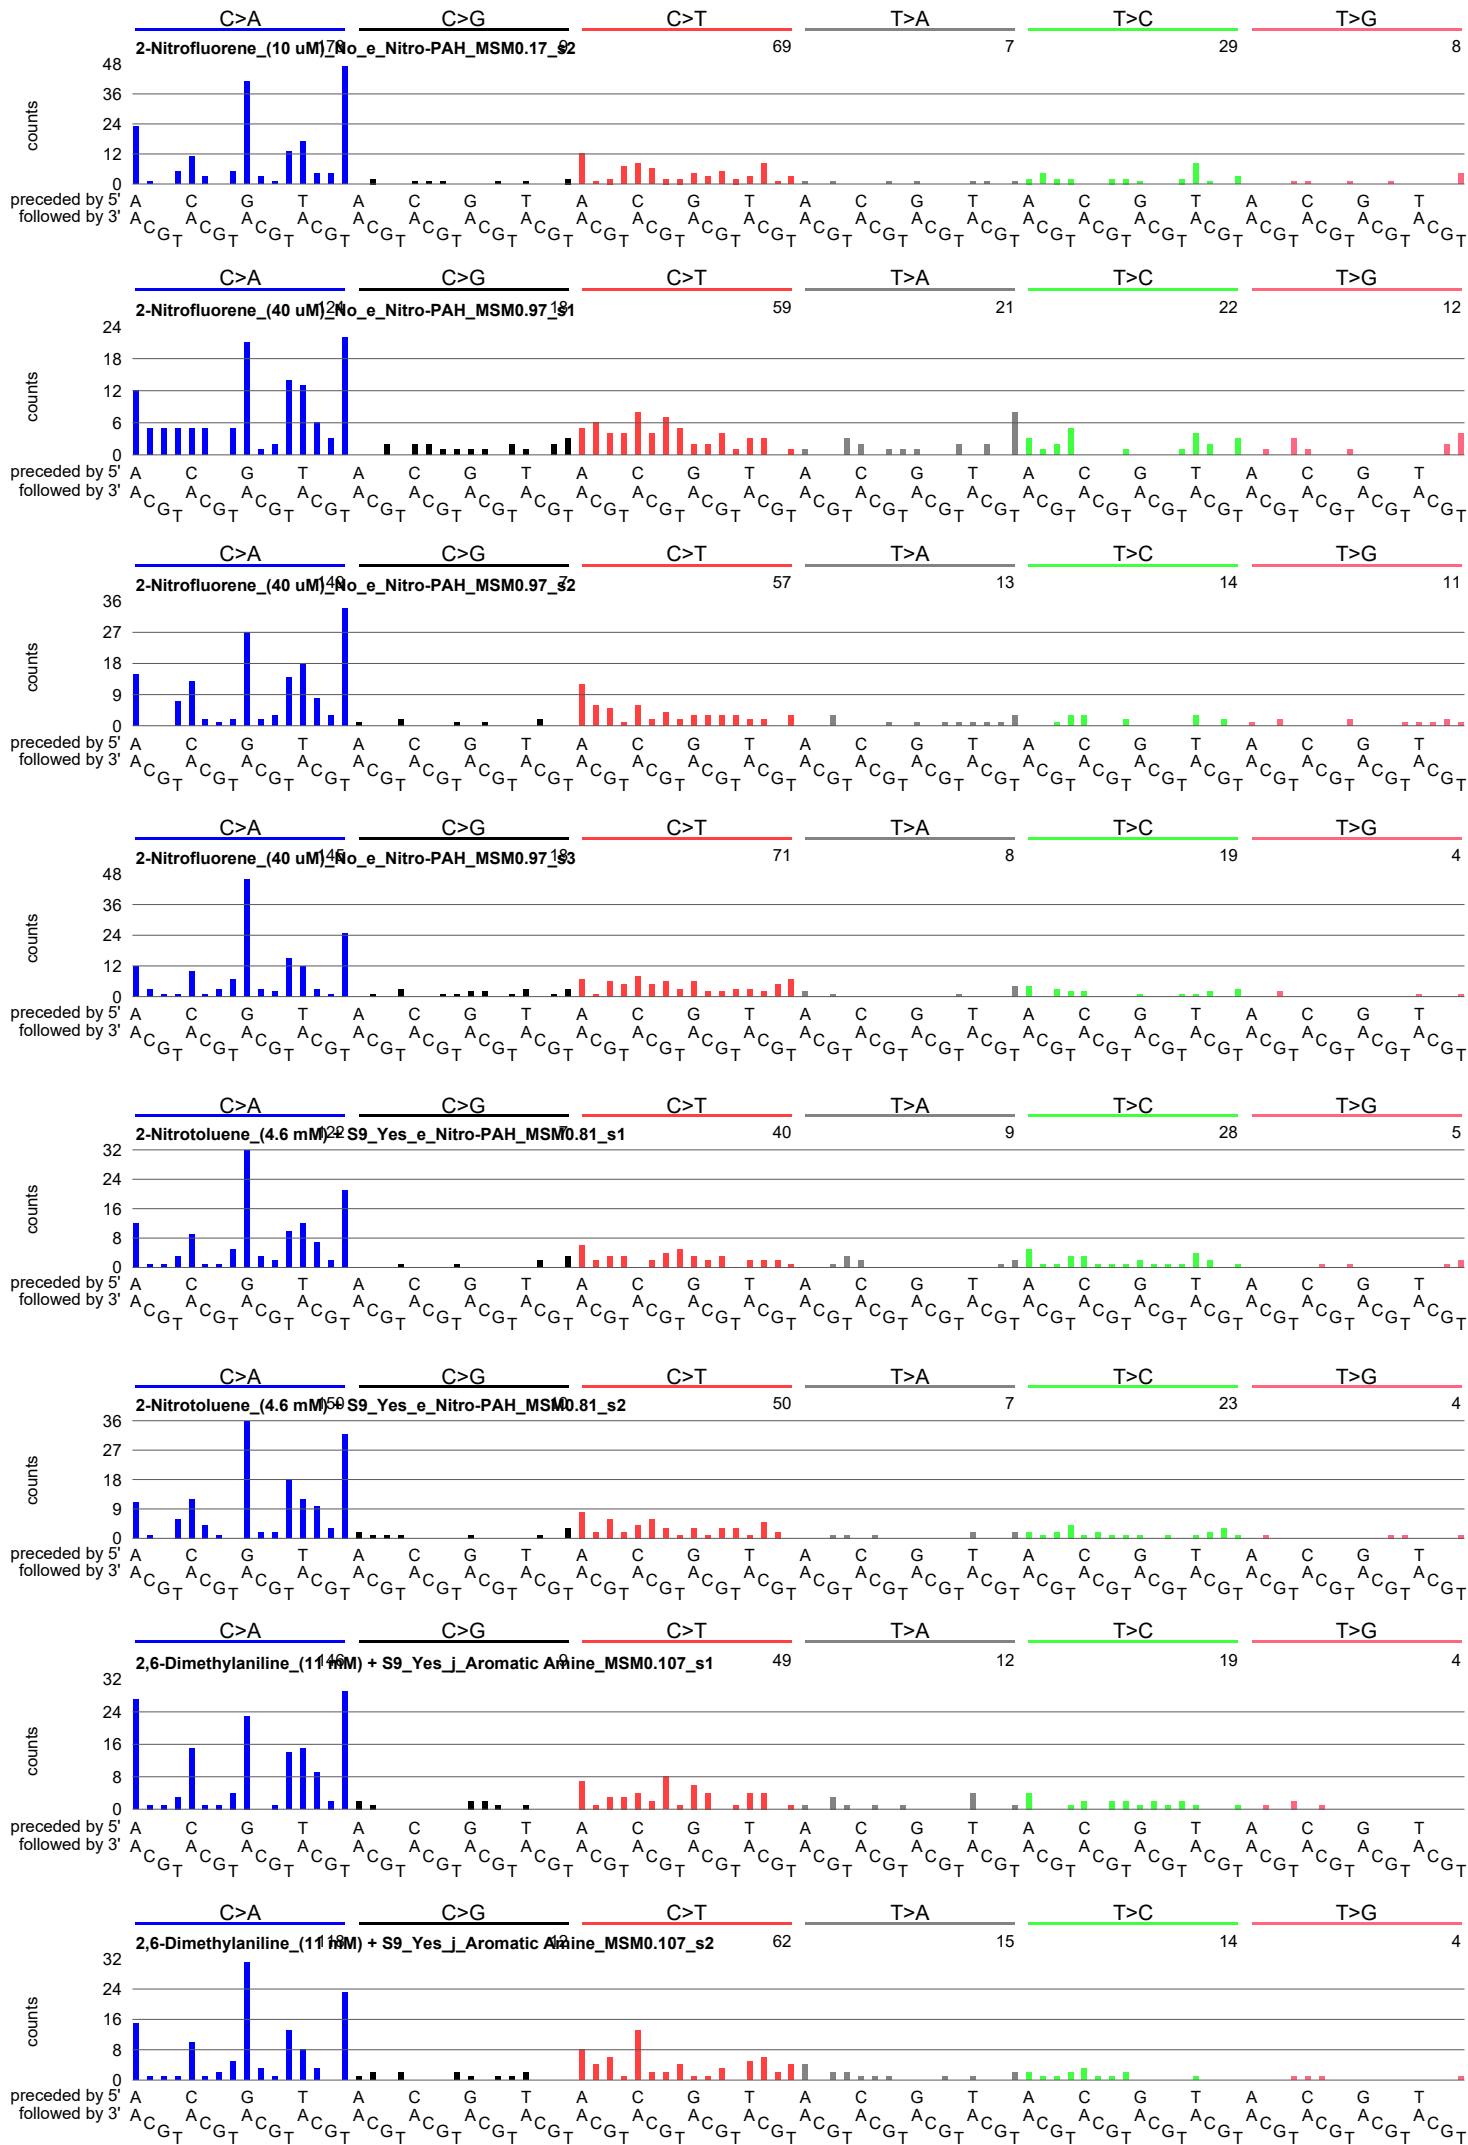 C>A C>G C>T T>A T>C T>G
2-Nitrofluorene_(10 uM)_No_e_Nitro-PAH_MSM0.17_s2 69 7 29 8
48
36
24
12
0
counts
preceded by 5' A C G T A C G T A C G T A C G T A C G T A C G T
followed by 3' A C G T A C G T A C G T A C G T A C G T A C G T A C G T A C G T A C G T A C G T A C G T A C G T A C G T A C G T A C G T A C G T A C G T A C G T A C G T A C G T A C G T A C G T A C G T A C G T
C>A C>G C>T T>A T>C T>G
2-Nitrofluorene_(40 uM)_No_e_Nitro-PAH_MSM0.97_s1 59 21 22 12
24
18
12
6
0
counts
preceded by 5' A C G T A C G T A C G T A C G T A C G T A C G T
followed by 3' A C G T A C G T A C G T A C G T A C G T A C G T A C G T A C G T A C G T A C G T A C G T A C G T A C G T A C G T A C G T A C G T A C G T A C G T A C G T A C G T A C G T A C G T A C G T A C G T
C>A C>G C>T T>A T>C T>G
2-Nitrofluorene_(40 uM)_No_e_Nitro-PAH_MSM0.97_s2 57 13 14 11
36
27
18
9
0
counts
preceded by 5' A C G T A C G T A C G T A C G T A C G T A C G T
followed by 3' A C G T A C G T A C G T A C G T A C G T A C G T A C G T A C G T A C G T A C G T A C G T A C G T A C G T A C G T A C G T A C G T A C G T A C G T A C G T A C G T A C G T A C G T A C G T A C G T
C>A C>G C>T T>A T>C T>G
2-Nitrofluorene_(40 uM)_No_e_Nitro-PAH_MSM0.97_s3 71 8 19 4
48
36
24
12
0
counts
preceded by 5' A C G T A C G T A C G T A C G T A C G T A C G T
followed by 3' A C G T A C G T A C G T A C G T A C G T A C G T A C G T A C G T A C G T A C G T A C G T A C G T A C G T A C G T A C G T A C G T A C G T A C G T A C G T A C G T A C G T A C G T A C G T A C G T
C>A C>G C>T T>A T>C T>G
2-Nitrotoluene_(4.6 mM) + S9_Yes_e_Nitro-PAH_MSM0.81_s1 40 9 28 5
32
24
16
8
0
counts
preceded by 5' A C G T A C G T A C G T A C G T A C G T A C G T
followed by 3' A C G T A C G T A C G T A C G T A C G T A C G T A C G T A C G T A C G T A C G T A C G T A C G T A C G T A C G T A C G T A C G T A C G T A C G T A C G T A C G T A C G T A C G T A C G T A C G T
C>A C>G C>T T>A T>C T>G
2-Nitrotoluene_(4.6 mM) + S9_Yes_e_Nitro-PAH_MSM0.81_s2 50 7 23 4
36
27
18
9
0
counts
preceded by 5' A C G T A C G T A C G T A C G T A C G T A C G T
followed by 3' A C G T A C G T A C G T A C G T A C G T A C G T A C G T A C G T A C G T A C G T A C G T A C G T A C G T A C G T A C G T A C G T A C G T A C G T A C G T A C G T A C G T A C G T A C G T A C G T
C>A C>G C>T T>A T>C T>G
2,6-Dimethylaniline_(11 mM) + S9_Yes_j_Aromatic Amine_MSM0.107_s1 49 12 19 4
32
24
16
8
0
counts
preceded by 5' A C G T A C G T A C G T A C G T A C G T A C G T
followed by 3' A C G T A C G T A C G T A C G T A C G T A C G T A C G T A C G T A C G T A C G T A C G T A C G T A C G T A C G T A C G T A C G T A C G T A C G T A C G T A C G T A C G T A C G T A C G T A C G T
C>A C>G C>T T>A T>C T>G
2,6-Dimethylaniline_(11 mM) + S9_Yes_j_Aromatic Amine_MSM0.107_s2 62 15 14 4
32
24
16
8
0
counts
preceded by 5' A C G T A C G T A C G T A C G T A C G T A C G T
followed by 3' A C G T A C G T A C G T A C G T A C G T A C G T A C G T A C G T A C G T A C G T A C G T A C G T A C G T A C G T A C G T A C G T A C G T A C G T A C G T A C G T A C G T A C G T A C G T A C G T